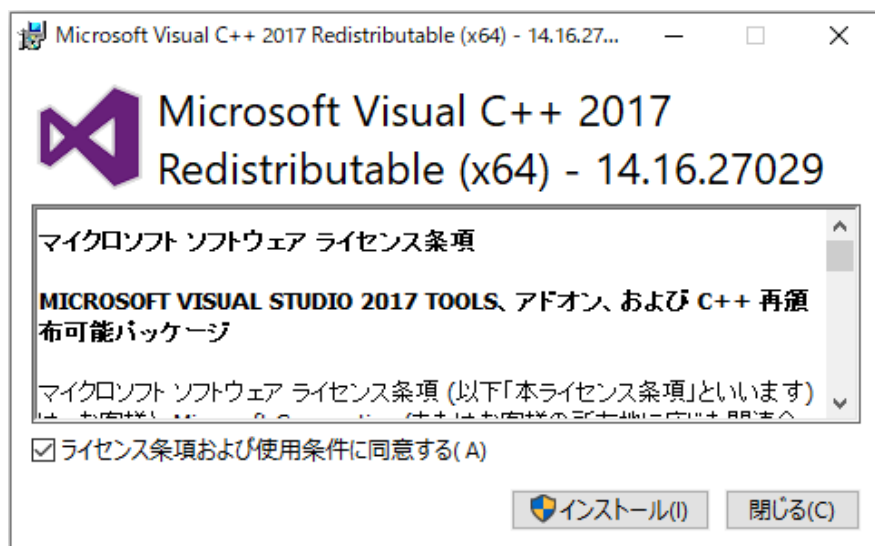 Microsoft Visual C++ 2017 Redistributable (x64) - 14.16.27...
Microsoft Visual C++ 2017
Redistributable (x64) - 14.16.27029
マイクロソフト ソフトウェア ライセンス条項
MICROSOFT VISUAL STUDIO 2017 TOOLS、アドオン、および C++ 再頒
布可能パッケージ
マイクロソフト ソフトウェア ライセンス条項 (以下「本ライセンス条項」といいます)
ライセンス条項および使用条件に同意する(A)
インストール(I)
閉じる(C)